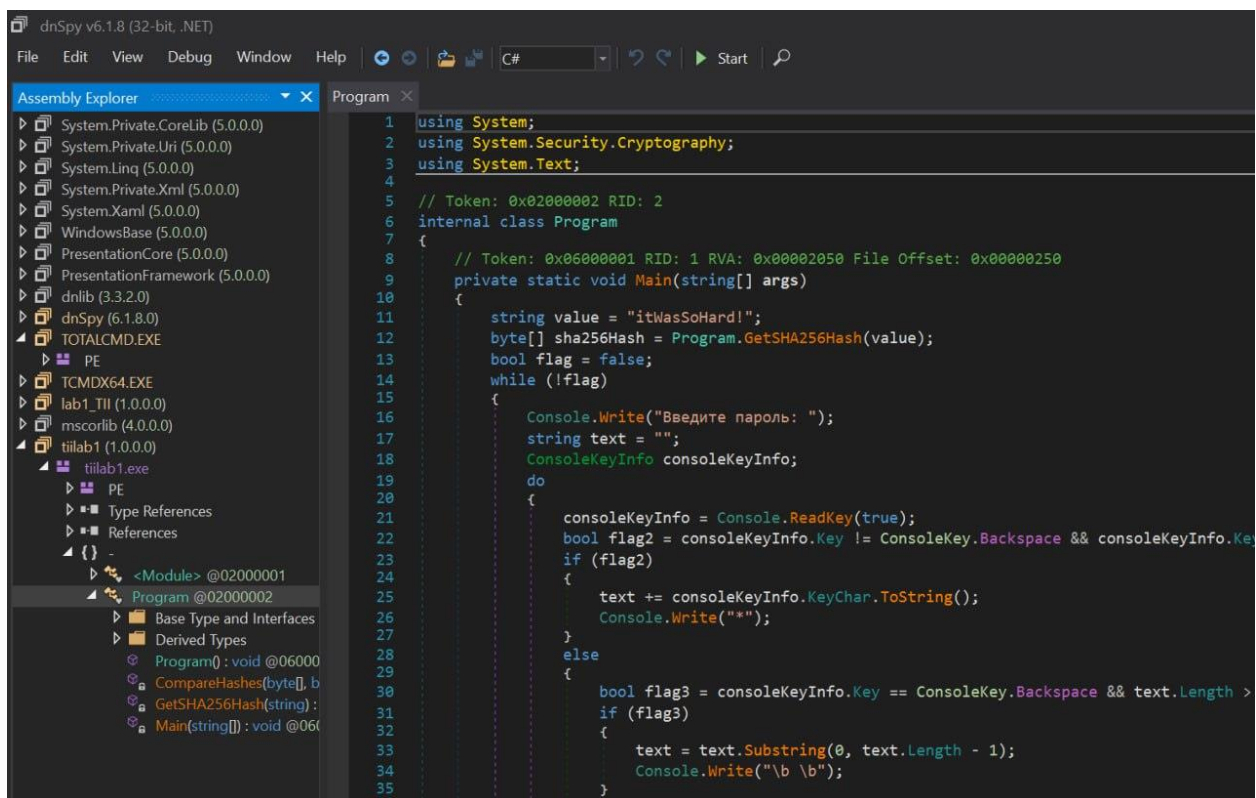 dnSpy v6.1.8 (32-bit, .NET)
File Edit View Debug Window Help C# Start
Assembly Explorer
System.Private.CoreLib (5.0.0.0)
System.Private.Uri (5.0.0.0)
System.Linq (5.0.0.0)
System.Private.Xml (5.0.0.0)
System.Xaml (5.0.0.0)
WindowsBase (5.0.0.0)
PresentationCore (5.0.0.0)
PresentationFramework (5.0.0.0)
dnlib (3.3.2.0)
dnSpy (6.1.8.0)
TOTALCMD.EXE
PE
TCMDX64.EXE
lab1_TII (1.0.0.0)
mscorlib (4.0.0.0)
tiilab1 (1.0.0.0)
tiilab1.exe
PE
Type References
References
{ } -
<Module> @02000001
Program @02000002
Base Type and Interfaces
Derived Types
Program() : void @06000
CompareHashes(byte[], b
GetSHA256Hash(string) :
Main(string[]) : void @060
Program
1 using System;
2 using System.Security.Cryptography;
3 using System.Text;
4
5 // Token: 0x02000002 RID: 2
6 internal class Program
7 {
8 // Token: 0x06000001 RID: 1 RVA: 0x00002050 File Offset: 0x00000250
9 private static void Main(string[] args)
10 {
11 string value = "itWasSoHard!";
12 byte[] sha256Hash = Program.GetSHA256Hash(value);
13 bool flag = false;
14 while (!flag)
15 {
16 Console.Write("Введите пароль: ");
17 string text = "";
18 ConsoleKeyInfo consoleKeyInfo;
19 do
20 {
21 consoleKeyInfo = Console.ReadKey(true);
22 bool flag2 = consoleKeyInfo.Key != ConsoleKey.Backspace && consoleKeyInfo.Key
23 if (flag2)
24 {
25 text += consoleKeyInfo.KeyChar.ToString();
26 Console.Write("*");
27 }
28 else
29 {
30 bool flag3 = consoleKeyInfo.Key == ConsoleKey.Backspace && text.Length >
31 if (flag3)
32 {
33 text = text.Substring(0, text.Length - 1);
34 Console.Write("\b \b");
35 }